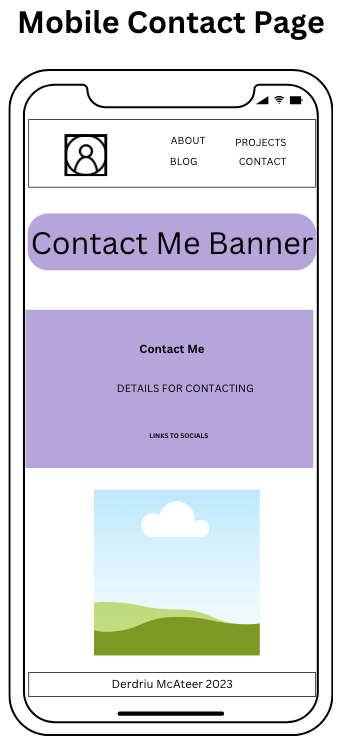 Mobile Contact Page
ABOUT PROJECTS
BLOG CONTACT
Contact Me Banner
Contact Me
DETAILS FOR CONTACTING
LINKS TO SOCIALS
Derdriu McAteer 2023